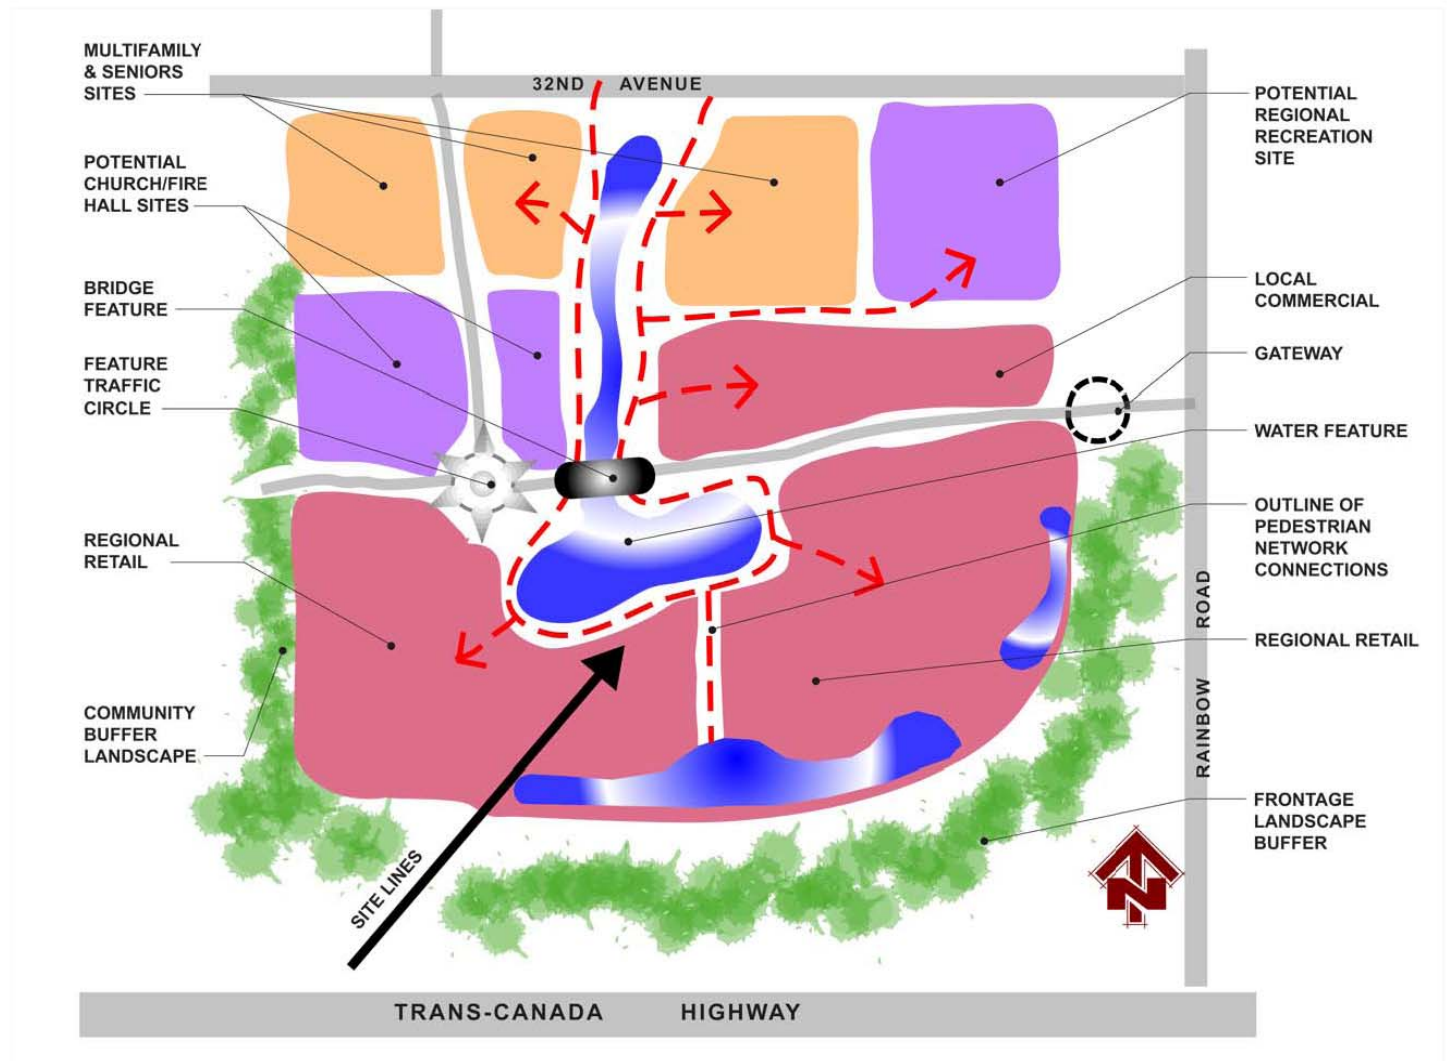 MULTIFAMILY
& SENIORS
SITES
32ND AVENUE
POTENTIAL
REGIONAL
RECREATION
SITE
POTENTIAL
CHURCH/FIRE
HALL SITES
BRIDGE
FEATURE
LOCAL
COMMERCIAL
FEATURE
TRAFFIC
CIRCLE
GATEWAY
WATER FEATURE
REGIONAL
RETAIL
OUTLINE OF
PEDESTRIAN
NETWORK
CONNECTIONS
RAINBOW ROAD
REGIONAL RETAIL
COMMUNITY
BUFFER
LANDSCAPE
FRONTAGE
LANDSCAPE
BUFFER
SITE LINES
N
TRANS-CANADA HIGHWAY